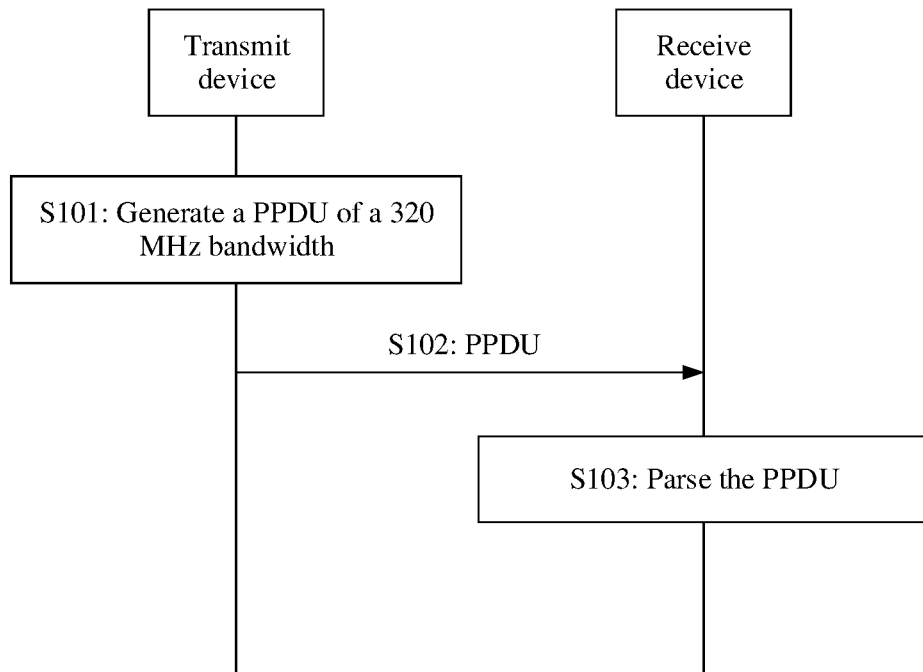 Transmit
device
Receive
device
S101: Generate a PPDU of a 320
MHz bandwidth
S102: PPDU
S103: Parse the PPDU